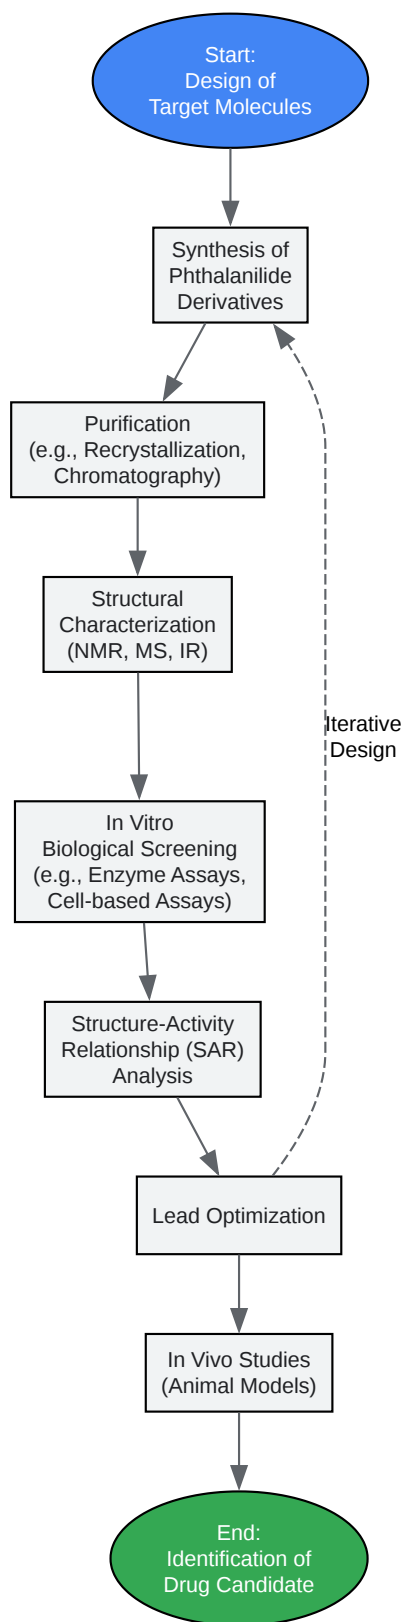 Start:
Design of
Target Molecules
Synthesis of
Phthalanilide
Derivatives
Purification
(e.g., Recrystallization,
Chromatography)
Structural
Characterization
(NMR, MS, IR)
In Vitro
Biological Screening
(e.g., Enzyme Assays,
Cell-based Assays)
Structure-Activity
Relationship (SAR)
Analysis
Lead Optimization
Iterative
Design
In Vivo Studies
(Animal Models)
End:
Identification of
Drug Candidate